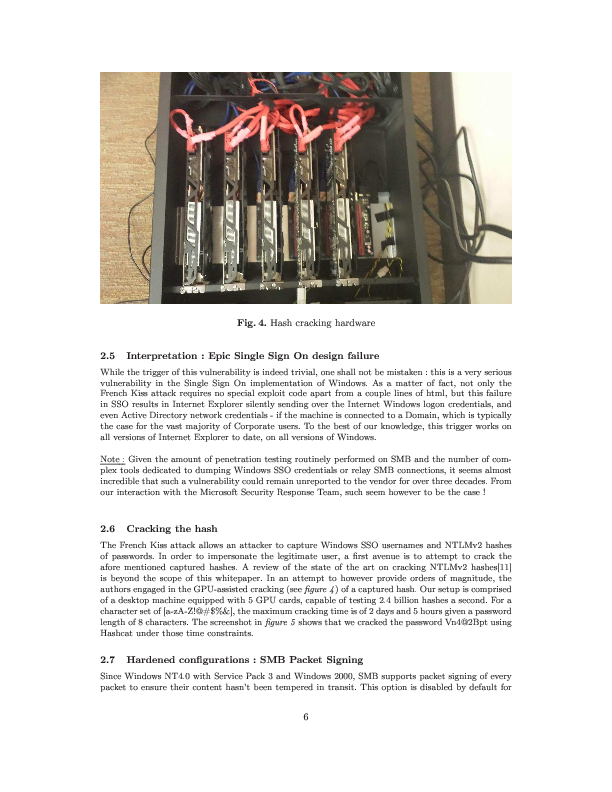 Fig. 4. Hash cracking hardware
2.5 Interpretation : Epic Single Sign On design failure
While the trigger of this vulnerability is indeed trivial, one shall not be mistaken : this is a very serious
vulnerability in the Single Sign On implementation of Windows. As a matter of fact, not only the
French Kiss attack requires no special exploit code apart from a couple lines of html, but this failure
in SSO results in Internet Explorer silently sending over the Internet Windows logon credentials, and
even Active Directory network credentials - if the machine is connected to a Domain, which is typically
the case for the vast majority of Corporate users. To the best of our knowledge, this trigger works on
all versions of Internet Explorer to date, on all versions of Windows.
Note : Given the amount of penetration testing routinely performed on SMB and the number of com-
plex tools dedicated to dumping Windows SSO credentials or relay SMB connections, it seems almost
incredible that such a vulnerability could remain unreported to the vendor for over three decades. From
our interaction with the Microsoft Security Response Team, such seem however to be the case !
2.6 Cracking the hash
The French Kiss attack allows an attacker to capture Windows SSO usernames and NTLMv2 hashes
of passwords. In order to impersonate the legitimate user, a first avenue is to attempt to crack the
afore mentioned captured hashes. A review of the state of the art on cracking NTLMv2 hashes[11]
is beyond the scope of this whitepaper. In an attempt to however provide orders of magnitude, the
authors engaged in the GPU-assisted cracking (see figure 4) of a captured hash. Our setup is comprised
of a desktop machine equipped with 5 GPU cards, capable of testing 2.4 billion hashes a second. For a
character set of [a-zA-Z!@#$%&], the maximum cracking time is of 2 days and 5 hours given a password
length of 8 characters. The screenshot in figure 5 shows that we cracked the password Vn4@2Bpt using
Hashcat under those time constraints.
2.7 Hardened configurations : SMB Packet Signing
Since Windows NT4.0 with Service Pack 3 and Windows 2000, SMB supports packet signing of every
packet to ensure their content hasn't been tempered in transit. This option is disabled by default for
6